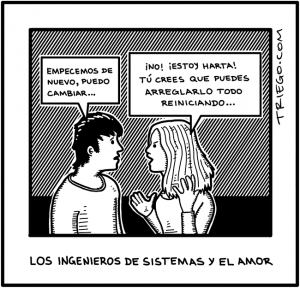 EMPECEMOS DE
NUEVO, PUEDO
CAMBIAR...
¡NO! ¡ESTOY HARTA!
TÚ CREES QUE PUEDES
ARREGLARLO TODO
REINICIANDO...
TRIEGO.COM
LOS INGENIEROS DE SISTEMAS Y EL AMOR